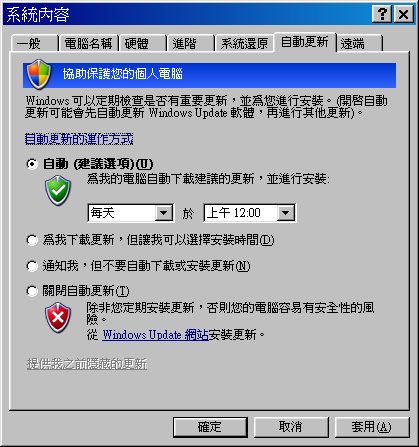 系統內容
一般 電腦名稱 硬體 進階 系統還原 自動更新 遠端
協助保護您的個人電腦
Windows 可以定期檢查是否有重要更新，並為您進行安裝。(開啓自動
更新可能會先自動更新 Windows Update 軟體，再進行其他更新)。
自動更新的運作方式
自動 (建議選項)(U)
為我的電腦自動下載建議的更新，並進行安裝:
每天 於 上午 12:00
為我下載更新，但讓我可以選擇安裝時間(D)
通知我，但不要自動下載或安裝更新(N)
關閉自動更新(T)
除非您定期安裝更新，否則您的電腦容易有安全性的風
險。
從 Windows Update 網站安裝更新。
提供我之前隱藏的更新
確定 取消 套用(A)